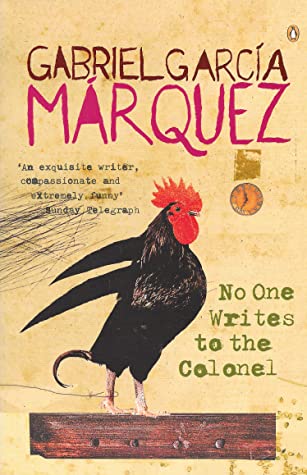 GABRIEL GARCÍA
MÁRQUEZ
'An exquisite writer,
compassionate and
extremely funny'
Sunday Telegraph
No One
Writes
to the
Colonel